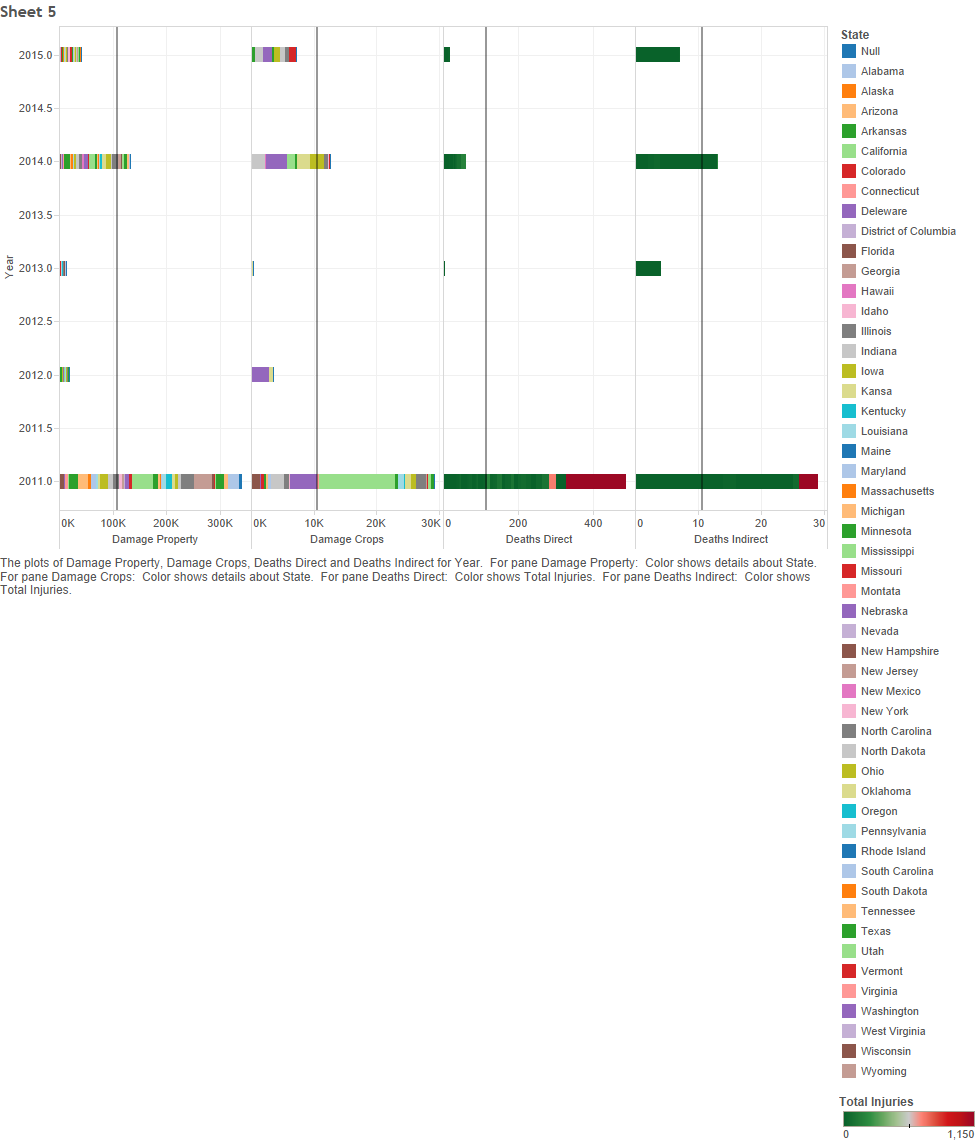 Sheet 5
2015.0
2014.5
2014.0
2013.5
2013.0
2012.5
2012.0
2011.5
2011.0
Year
0K 100K 200K 300K
Damage Property
0K 10K 20K 30K
Damage Crops
0 200 400
Deaths Direct
0 10 20 30
Deaths Indirect
The plots of Damage Property, Damage Crops, Deaths Direct and Deaths Indirect for Year.  For pane Damage Property:  Color shows details about State.
For pane Damage Crops:  Color shows details about State.  For pane Deaths Direct:  Color shows Total Injuries.  For pane Deaths Indirect:  Color shows
Total Injuries.
State
Null
Alabama
Alaska
Arizona
Arkansas
California
Colorado
Connecticut
Deleware
District of Columbia
Florida
Georgia
Hawaii
Idaho
Illinois
Indiana
Iowa
Kansa
Kentucky
Louisiana
Maine
Maryland
Massachusetts
Michigan
Minnesota
Mississippi
Missouri
Montata
Nebraska
Nevada
New Hampshire
New Jersey
New Mexico
New York
North Carolina
North Dakota
Ohio
Oklahoma
Oregon
Pennsylvania
Rhode Island
South Carolina
South Dakota
Tennessee
Texas
Utah
Vermont
Virginia
Washington
West Virginia
Wisconsin
Wyoming
Total Injuries
0 1,150